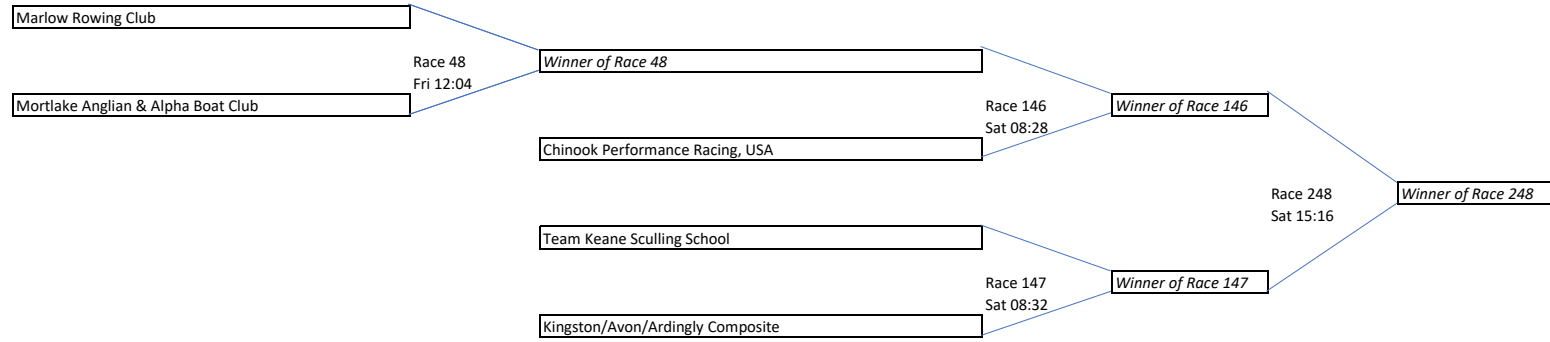 Marlow Rowing Club
Race 48
Fri 12:04
Winner of Race 48
Mortlake Anglian & Alpha Boat Club
Race 146
Sat 08:28
Winner of Race 146
Chinook Performance Racing, USA
Race 248
Sat 15:16
Winner of Race 248
Team Keane Sculling School
Race 147
Sat 08:32
Winner of Race 147
Kingston/Avon/Ardingly Composite